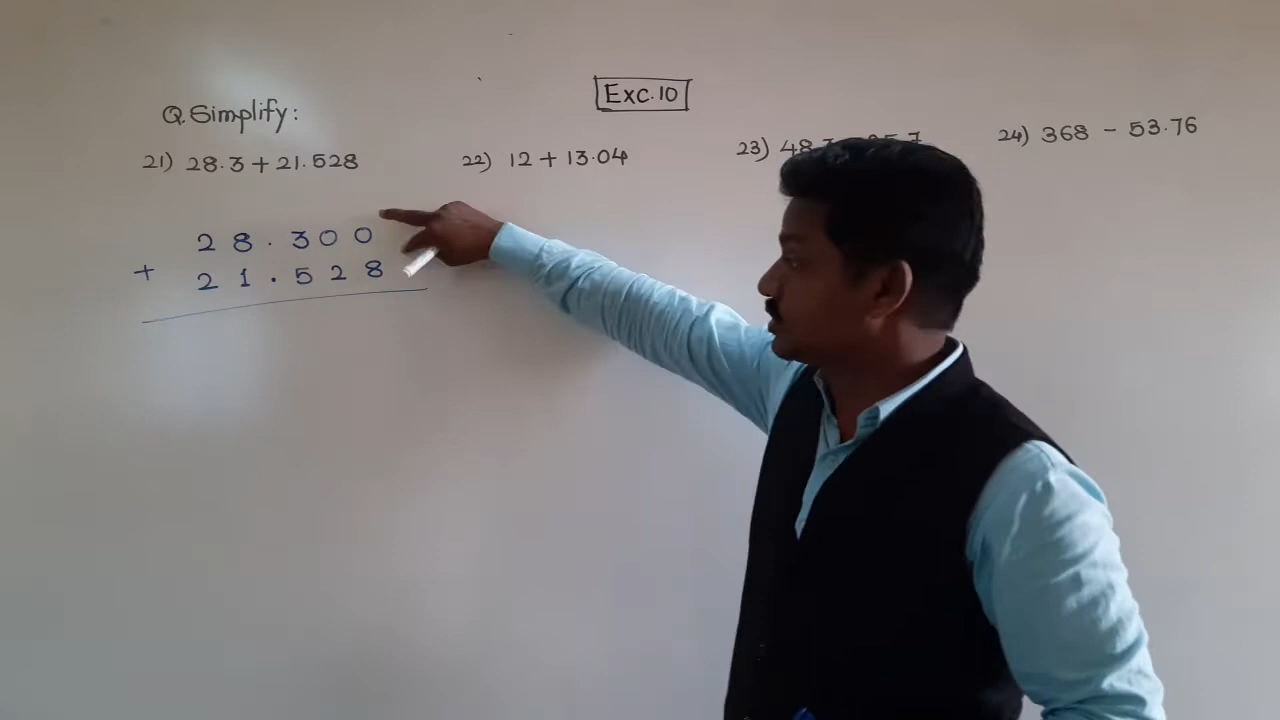 Exc.10
Q. Simplify:
21) 28.3 + 21.528
22) 12 + 13.04
23)
24) 368 - 53.76
28.300
+ 21.528